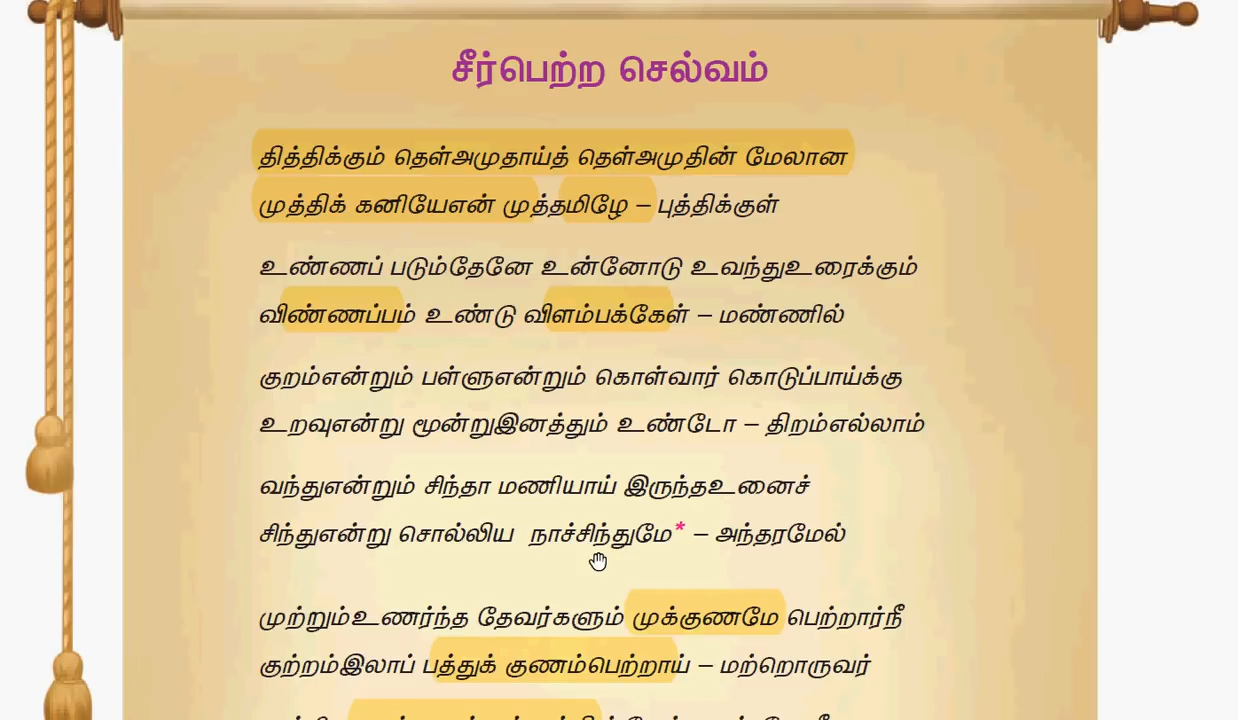 சீர்பெற்ற செல்வம்
தித்திக்கும் தெள்அமுதாய்த் தெள்அமுதின் மேலான
முத்திக் கனியேஎன் முத்தமிழே – புத்திக்குள்
உண்ணப் படும்தேனே உன்னோடு உவந்துஉரைக்கும்
விண்ணப்பம் உண்டு விளம்பக்கேள் – மண்ணில்
குறம்என்றும் பள்ளுஎன்றும் கொள்வார் கொடுப்பாய்க்கு
உறவுஎன்று மூன்றுஇனத்தும் உண்டோ – திறம்எல்லாம்
வந்துஎன்றும் சிந்தா மணியாய் இருந்தஉனைச்
சிந்துஎன்று சொல்லிய நாச்சிந்துமே* – அந்தரமேல்
முற்றும்உணர்ந்த தேவர்களும் முக்குணமே பெற்றார்நீ
குற்றம்இலாப் பத்துக் குணம்பெற்றாய் – மற்றொருவர்